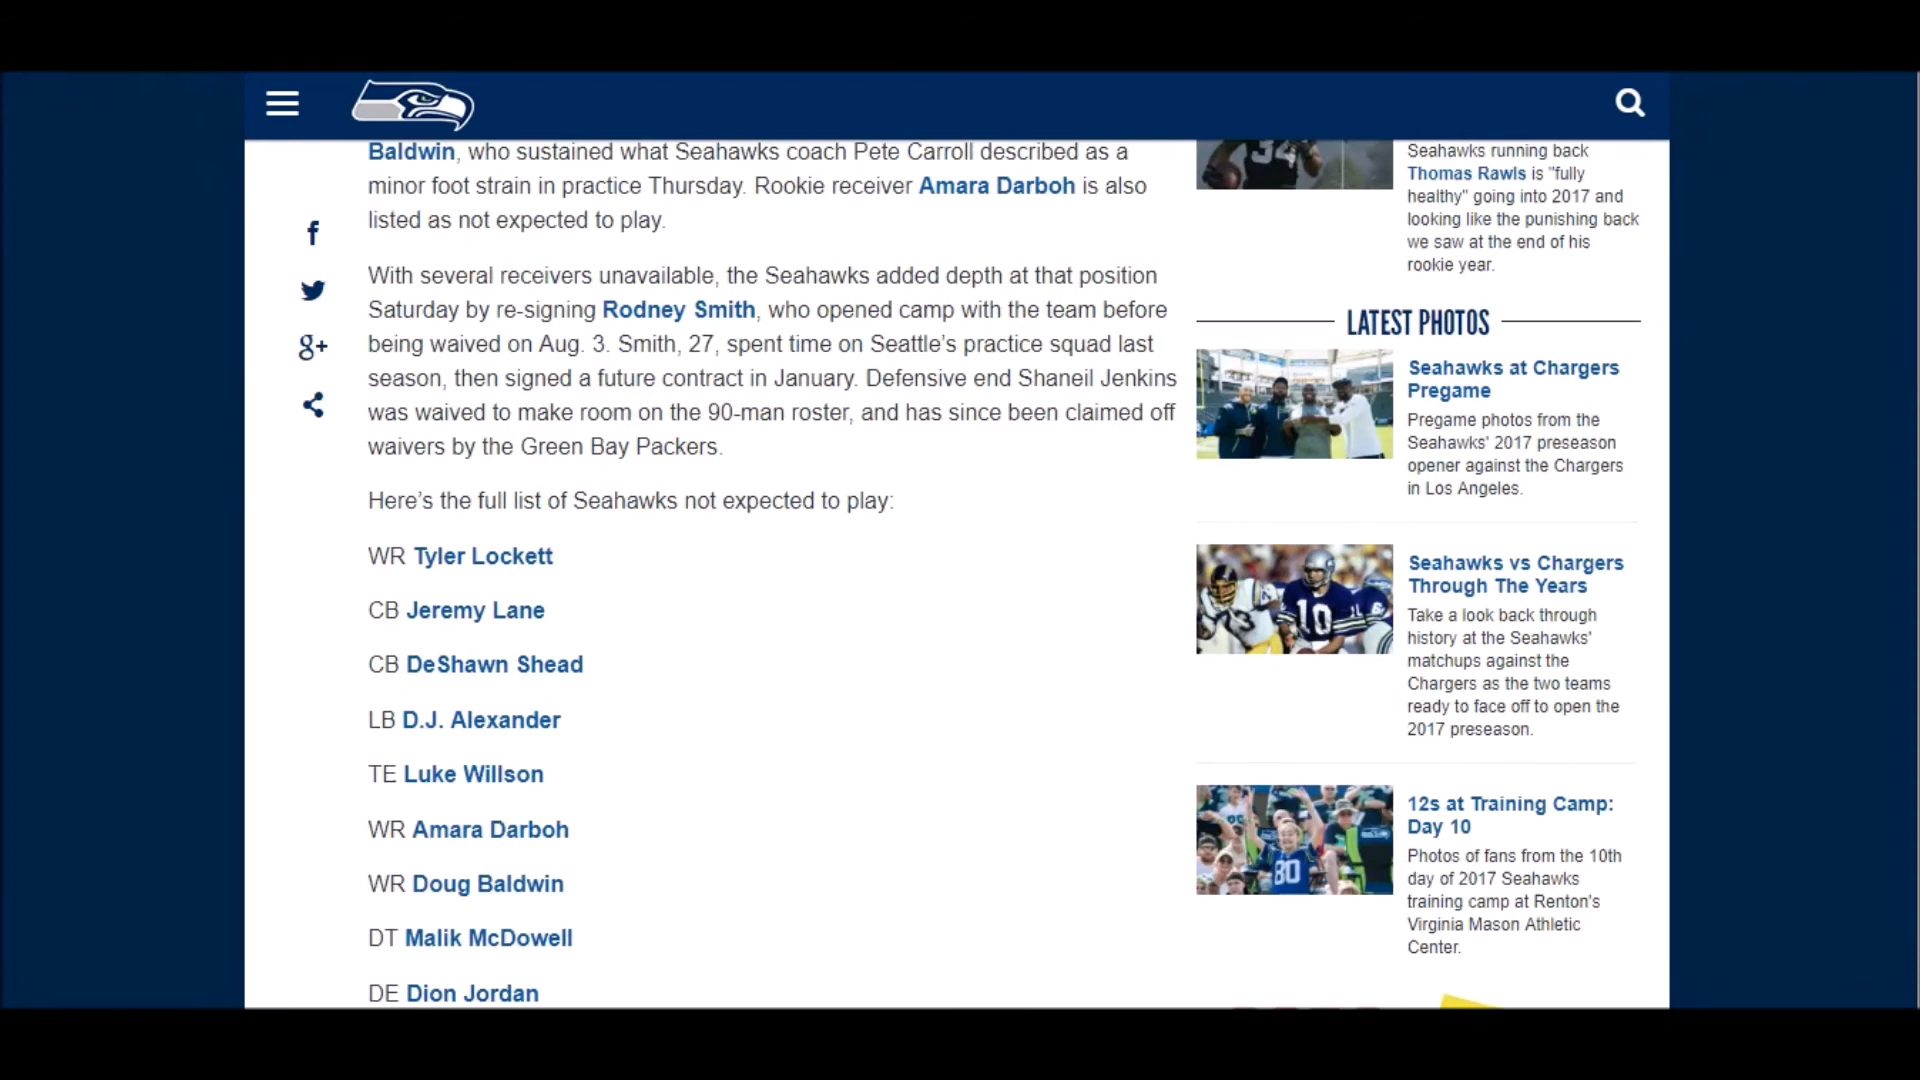 Baldwin, who sustained what Seahawks coach Pete Carroll described as a
minor foot strain in practice Thursday. Rookie receiver Amara Darboh is also
listed as not expected to play.
With several receivers unavailable, the Seahawks added depth at that position
Saturday by re-signing Rodney Smith, who opened camp with the team before
being waived on Aug. 3. Smith, 27, spent time on Seattle’s practice squad last
season, then signed a future contract in January. Defensive end Shaneil Jenkins
was waived to make room on the 90-man roster, and has since been claimed off
waivers by the Green Bay Packers.
Here’s the full list of Seahawks not expected to play:
WR Tyler Lockett
CB Jeremy Lane
CB DeShawn Shead
LB D.J. Alexander
TE Luke Willson
WR Amara Darboh
WR Doug Baldwin
DT Malik McDowell
DE Dion Jordan
34
Seahawks running back
Thomas Rawls is "fully
healthy" going into 2017 and
looking like the punishing back
we saw at the end of his
rookie year.
LATEST PHOTOS
Seahawks at Chargers
Pregame
Pregame photos from the
Seahawks' 2017 preseason
opener against the Chargers
in Los Angeles.
10
Seahawks vs Chargers
Through The Years
Take a look back through
history at the Seahawks'
matchups against the
Chargers as the two teams
ready to face off to open the
2017 preseason.
80
12s at Training Camp:
Day 10
Photos of fans from the 10th
day of 2017 Seahawks
training camp at Renton's
Virginia Mason Athletic
Center.